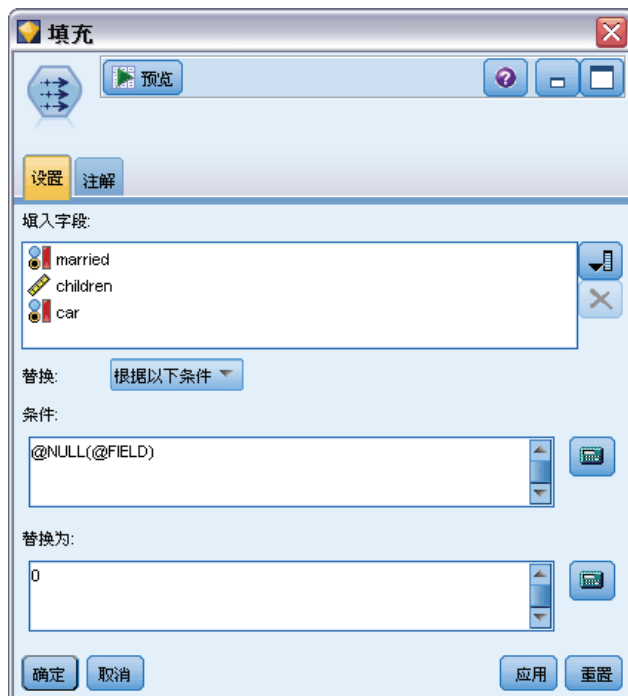 填充
预览
设置 注解
填入字段:
married
children
car
替换: 根据以下条件
条件:
@NULL(@FIELD)
替换为:
0
确定 取消 应用 重置